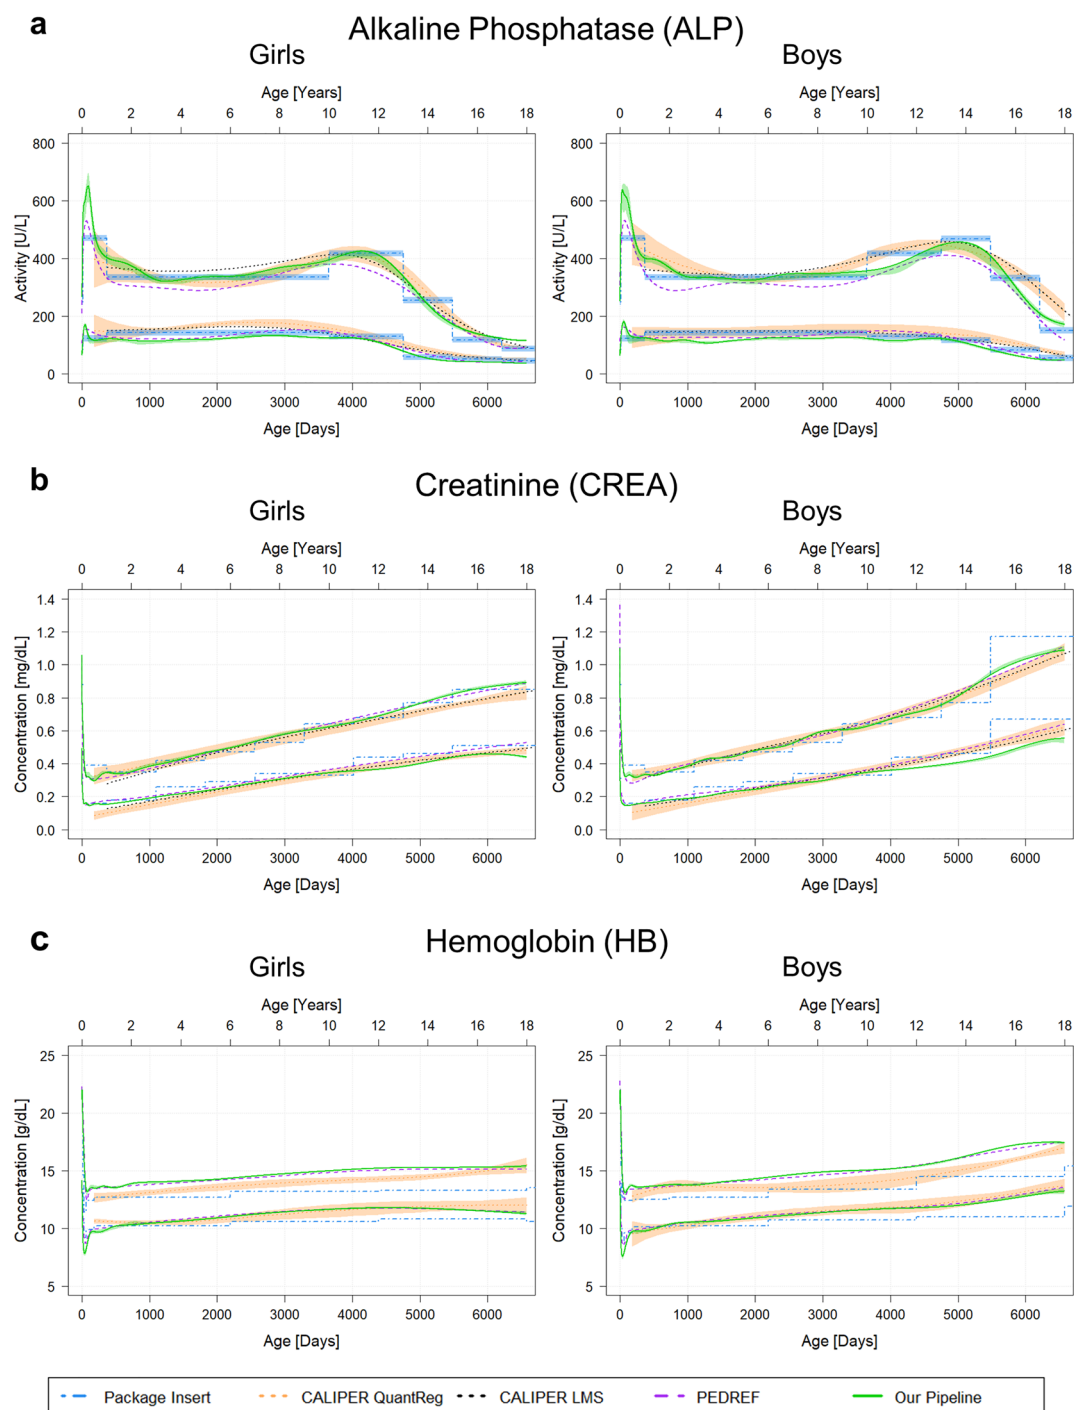 a
Alkaline Phosphatase (ALP)
Girls Boys
Age [Years] Age [Years]
0 2 4 6 8 10 12 14 16 18 0 2 4 6 8 10 12 14 16 18
800 800
600 600
400 400
200 200
0 0
Activity [U/L] Activity [U/L]
0 1000 2000 3000 4000 5000 6000 0 1000 2000 3000 4000 5000 6000
Age [Days] Age [Days]
b
Creatinine (CREA)
Girls Boys
Age [Years] Age [Years]
0 2 4 6 8 10 12 14 16 18 0 2 4 6 8 10 12 14 16 18
1.4 1.4
1.2 1.2
1.0 1.0
0.8 0.8
0.6 0.6
0.4 0.4
0.2 0.2
0.0 0.0
Concentration [mg/dL] Concentration [mg/dL]
0 1000 2000 3000 4000 5000 6000 0 1000 2000 3000 4000 5000 6000
Age [Days] Age [Days]
c
Hemoglobin (HB)
Girls Boys
Age [Years] Age [Years]
0 2 4 6 8 10 12 14 16 18 0 2 4 6 8 10 12 14 16 18
25 25
20 20
15 15
10 10
5 5
Concentration [g/dL] Concentration [g/dL]
0 1000 2000 3000 4000 5000 6000 0 1000 2000 3000 4000 5000 6000
Age [Days] Age [Days]
Package Insert CALIPER QuantReg CALIPER LMS PEDREF Our Pipeline